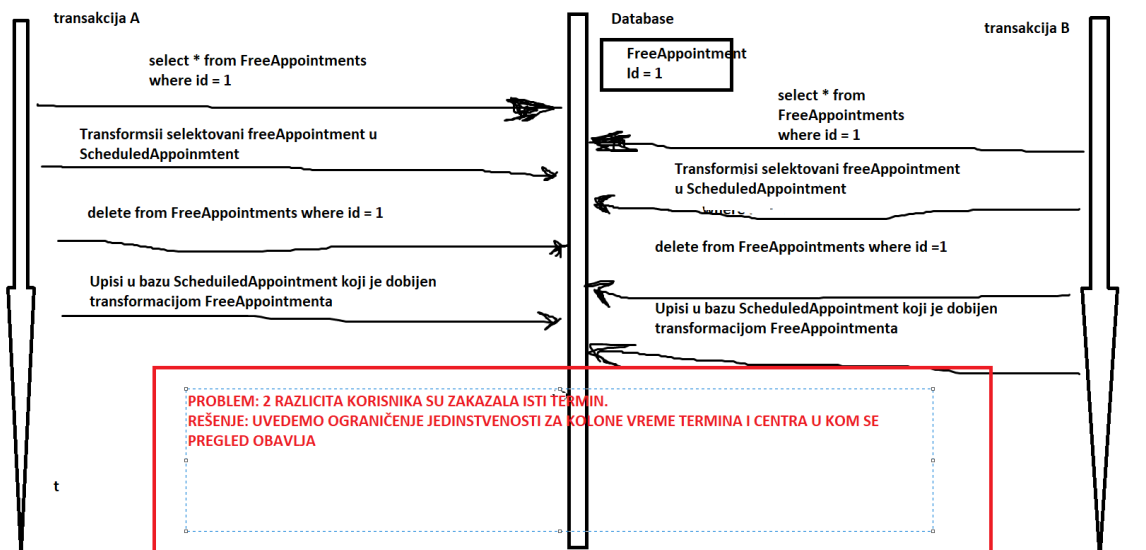 transakcija A
Database
transakcija B
FreeAppointment
Id = 1
select * from FreeAppointments
where id = 1
select * from
FreeAppointments
where id = 1
Transformsii selektovani freeAppointment u
ScheduledAppoinmtent
Transformisi selektovani freeAppointment
u ScheduledAppointment
delete from FreeAppointments where id = 1
delete from FreeAppointments where id =1
Upisi u bazu ScheduiledAppointment koji je dobijen
transformacijom FreeAppointmenta
Upisi u bazu ScheduledAppointment koji je dobijen
transformacijom FreeAppointmenta
PROBLEM: 2 RAZLICITA KORISNIKA SU ZAKAZALA ISTI TERMIN.
REŠENJE: UVEDEMO OGRANIČENJE JEDINSTVENOSTI ZA KOLONE VREME TERMINA I CENTRA U KOM SE
PREGLED OBAVLJA
t